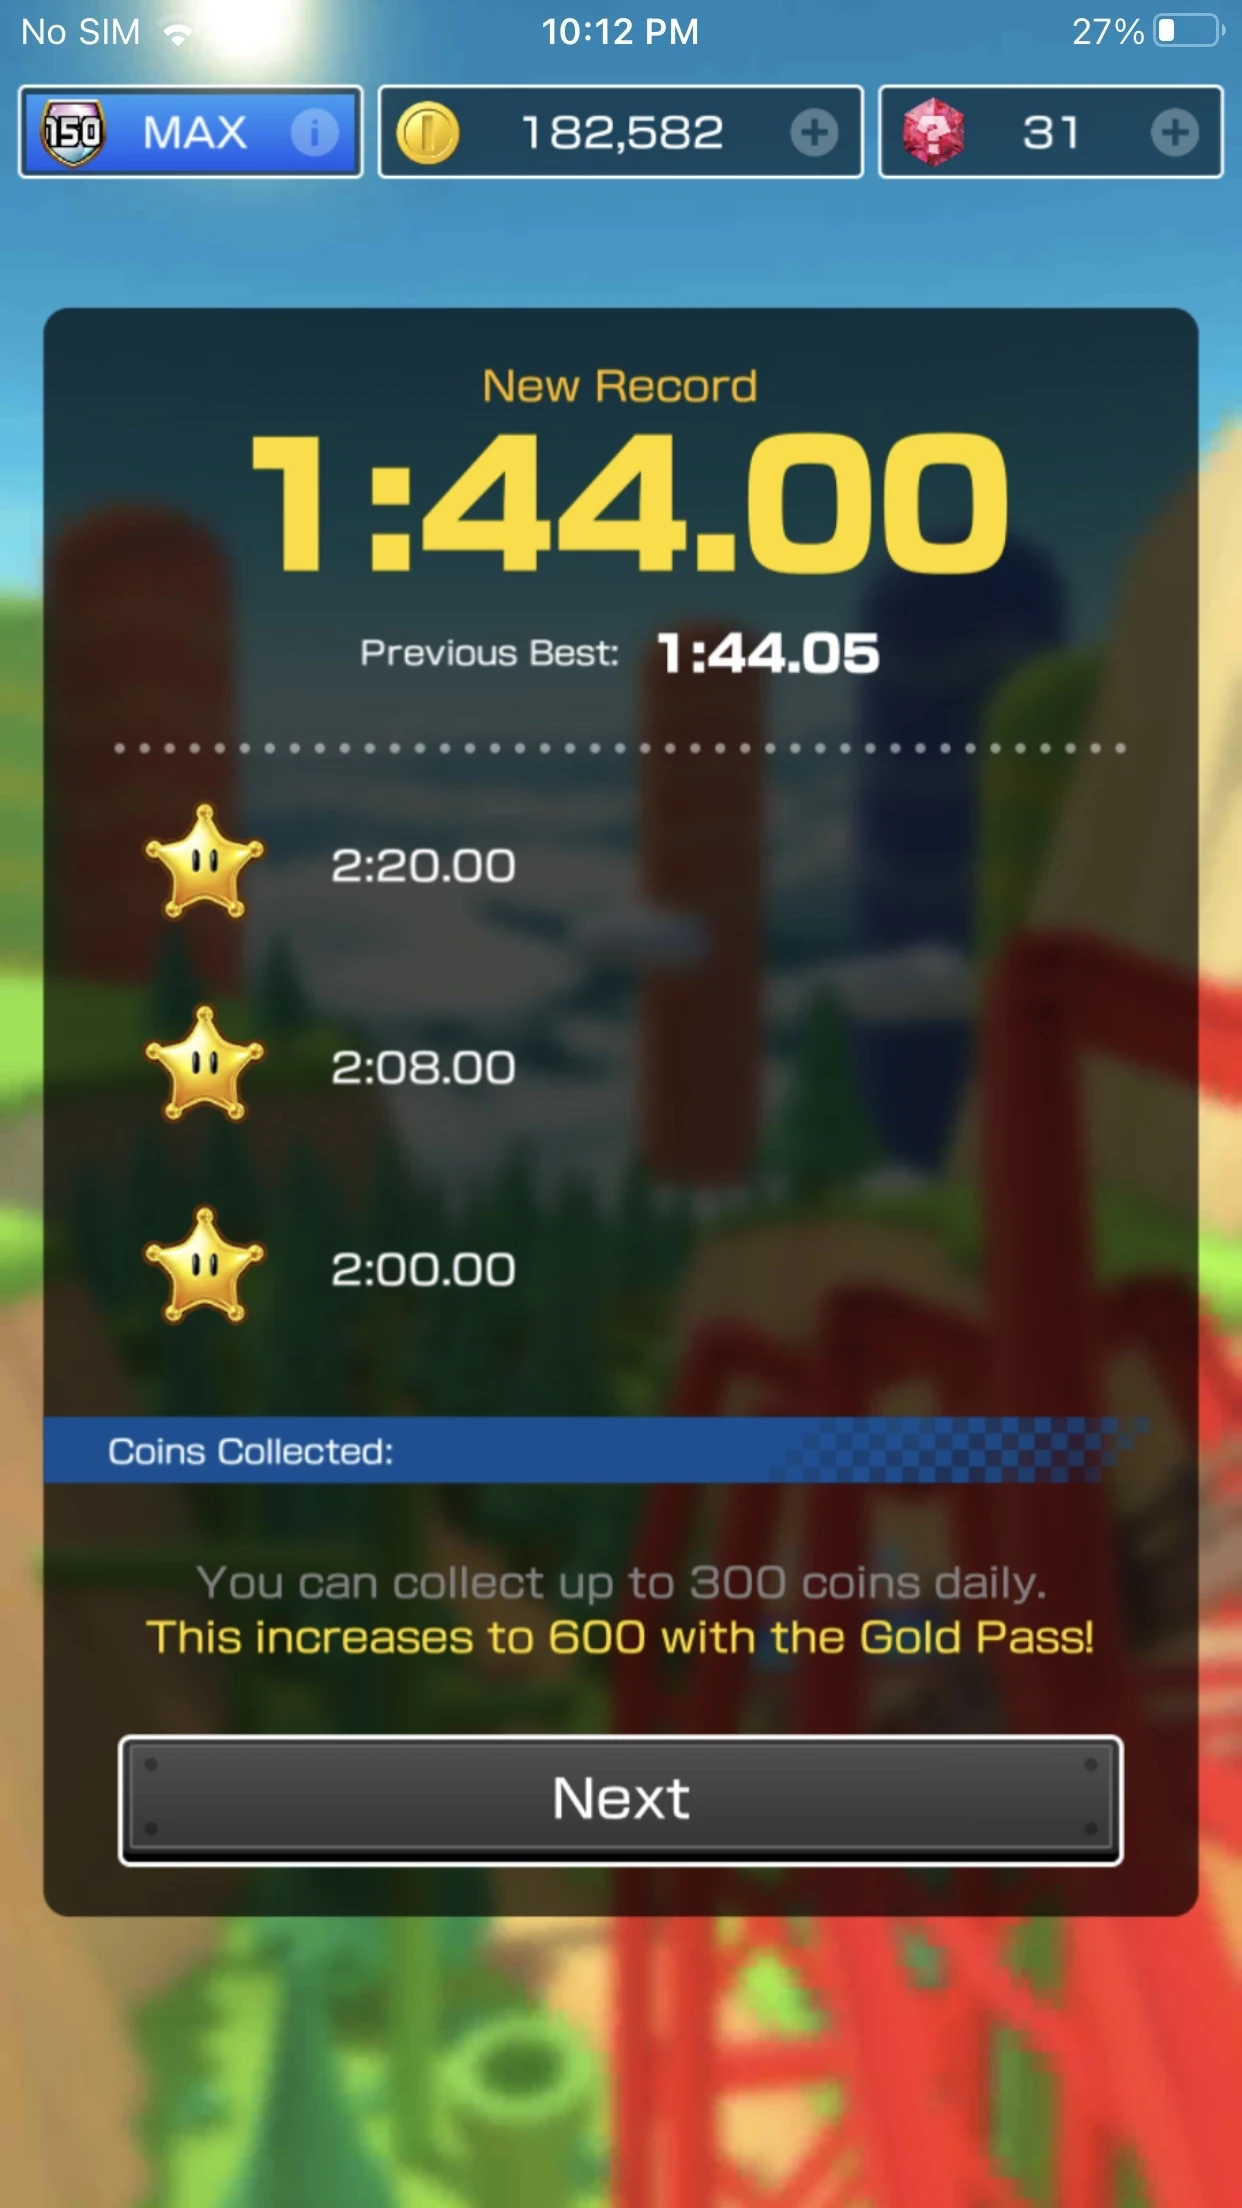 No SIM 10:12 PM 27%
150 MAX i 182,582 + ? 31 +
New Record
1:44.00
Previous Best: 1:44.05
2:20.00
2:08.00
2:00.00
Coins Collected:
You can collect up to 300 coins daily.
This increases to 600 with the Gold Pass!
Next